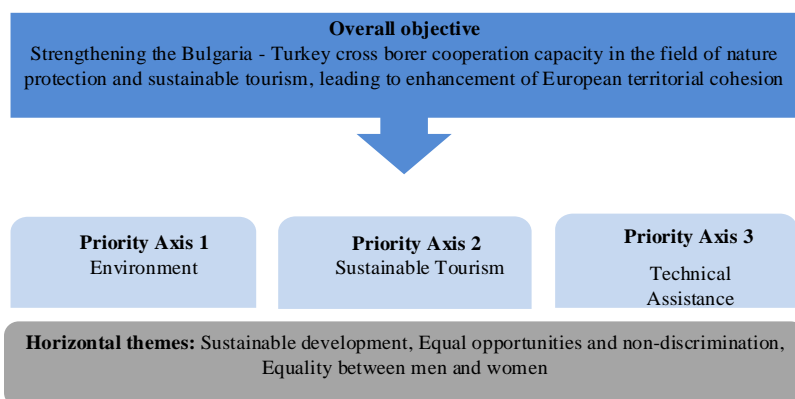 Overall objective
Strengthening the Bulgaria - Turkey cross borer cooperation capacity in the field of nature
protection and sustainable tourism, leading to enhancement of European territorial cohesion
Priority Axis 1
Environment
Priority Axis 2
Sustainable Tourism
Priority Axis 3
Technical
Assistance
Horizontal themes: Sustainable development, Equal opportunities and non-discrimination,
Equality between men and women